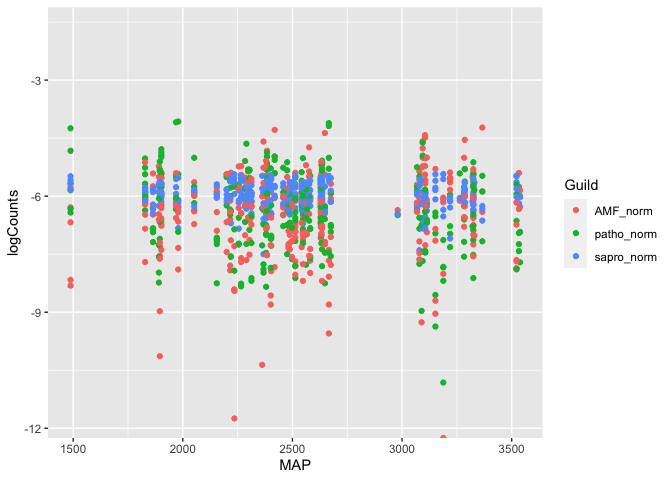 logCounts
-3
-6
-9
-12
1500 2000 2500 3000 3500
MAP
Guild
AMF_norm
patho_norm
sapro_norm